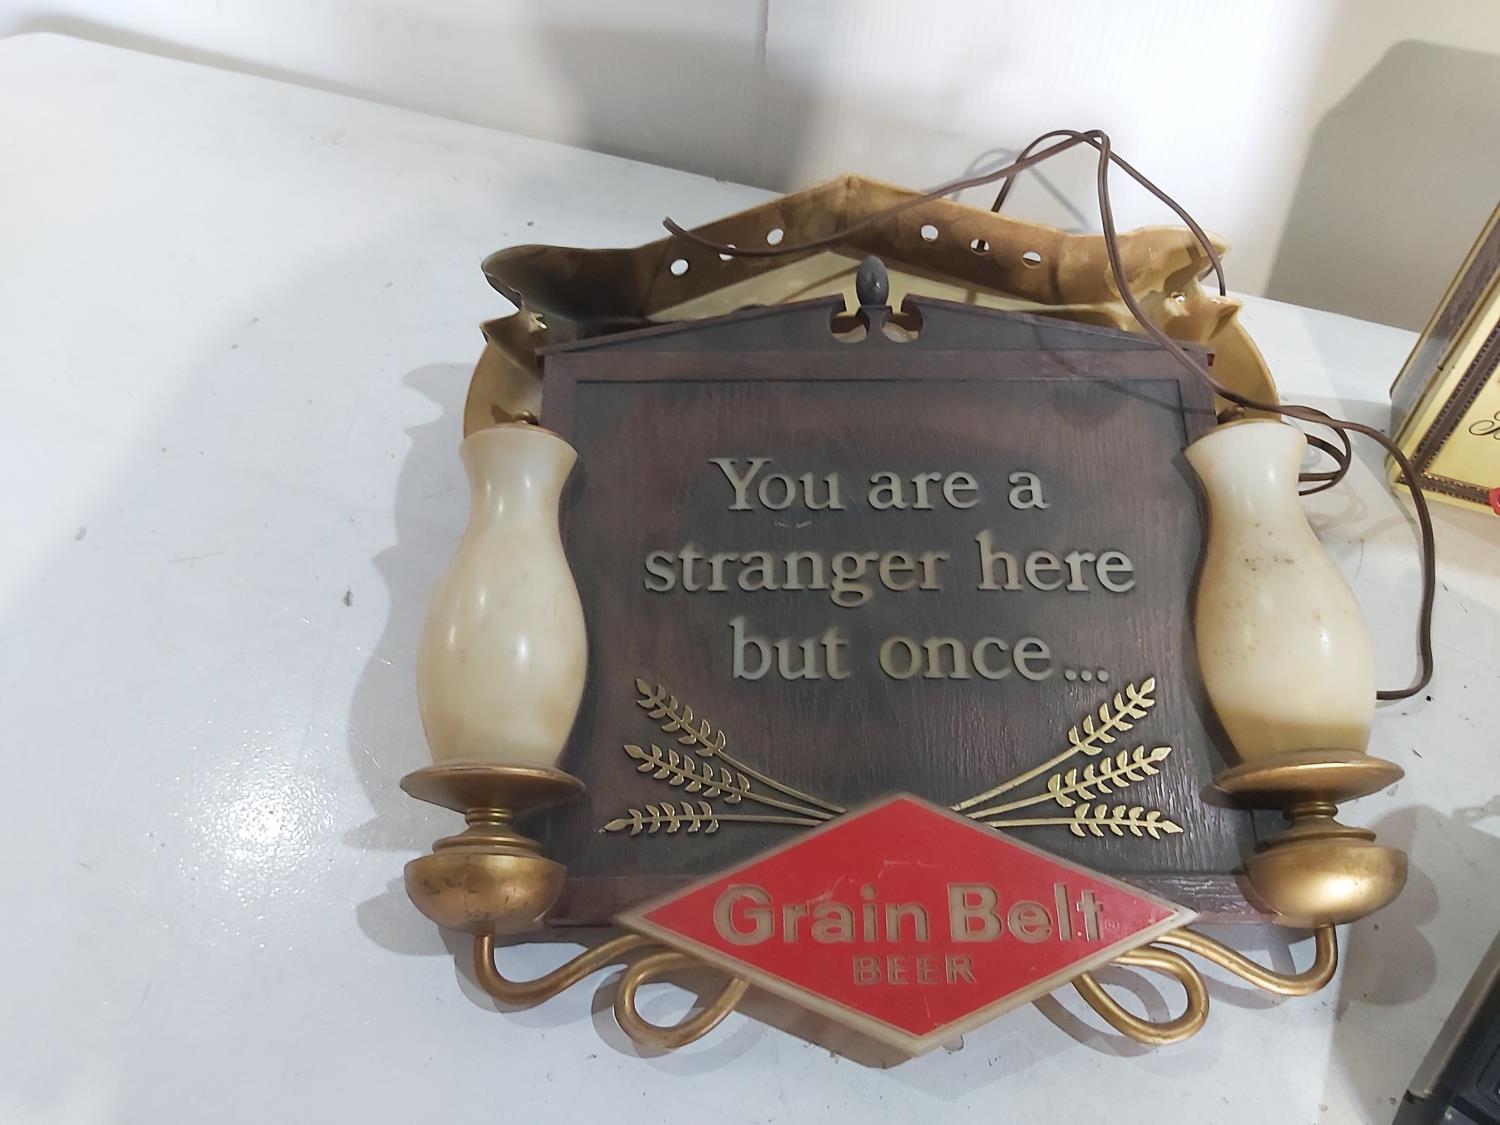 You are a
stranger here
but once...
Grain Belt®
BEER